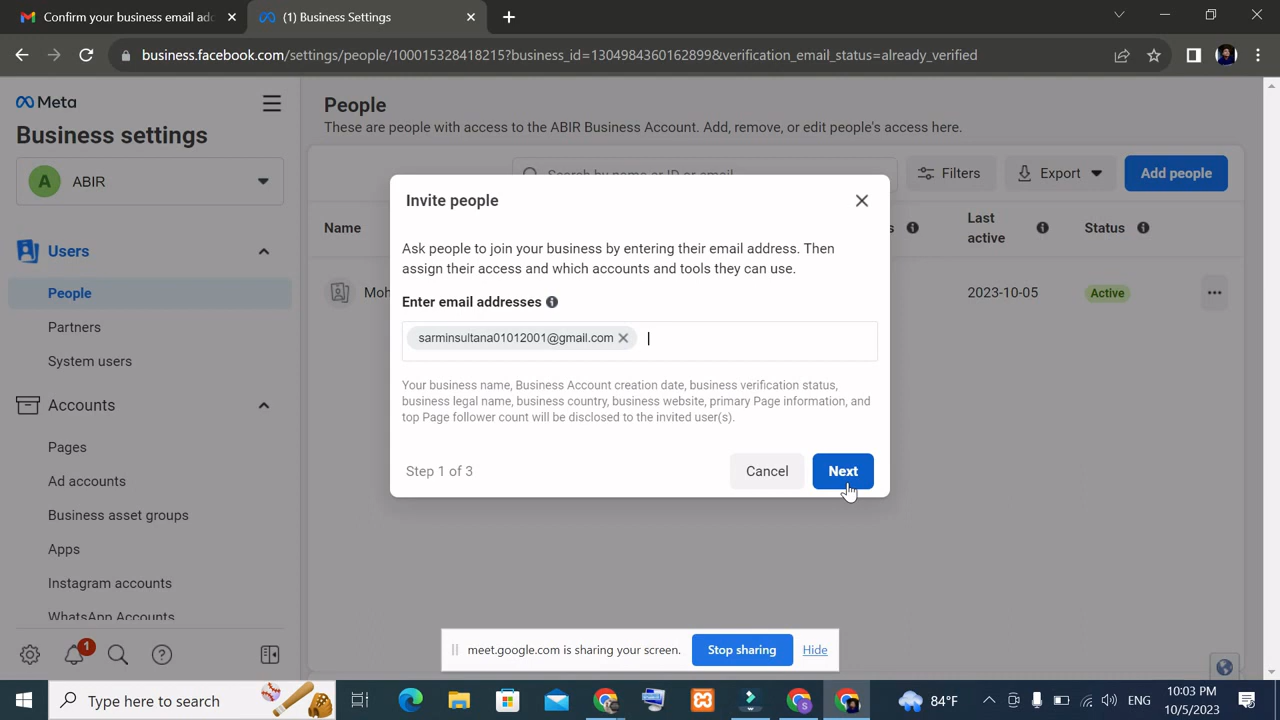 Confirm your business email ad
(1) Business Settings
business.facebook.com/settings/people/100015328418215?business_id=1304984360162899&verification_email_status=already_verified
Meta
Business settings
A
ABIR
Users
People
Partners
System users
Accounts
Pages
Ad accounts
Business asset groups
Apps
Instagram accounts
WhatsApp Accounts
1
People
These are people with access to the ABIR Business Account. Add, remove, or edit people's access here.
Search by name or ID or email
Filters
Export
Add people
Name
s
Last active
Status
Moh
2023-10-05
Active
Invite people
Ask people to join your business by entering their email address. Then
assign their access and which accounts and tools they can use.
Enter email addresses
sarminsultana01012001@gmail.com
Your business name, Business Account creation date, business verification status,
business legal name, business country, business website, primary Page information, and
top Page follower count will be disclosed to the invited user(s).
Step 1 of 3
Cancel
Next
meet.google.com is sharing your screen.
Stop sharing
Hide
Type here to search
84°F
ENG
10:03 PM
10/5/2023